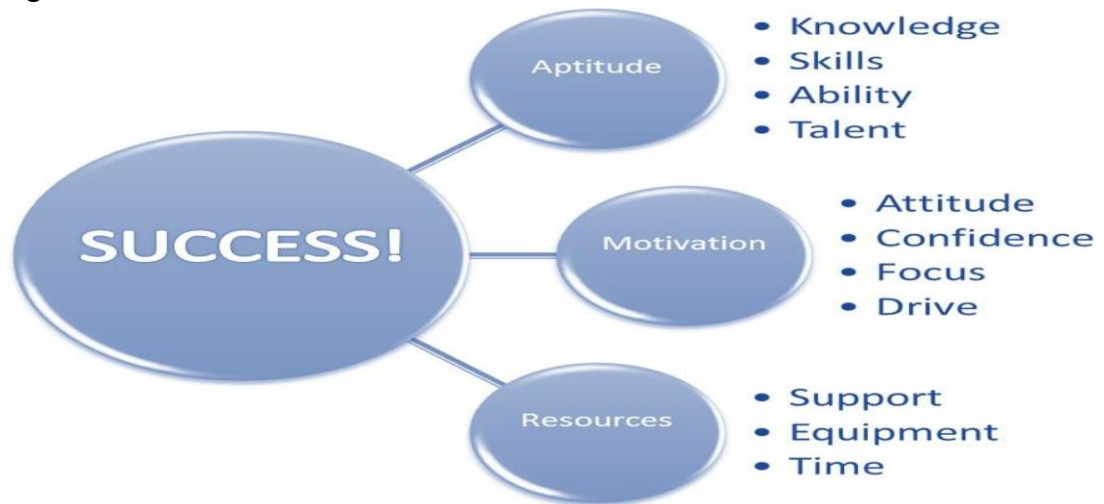 SUCCESS!
Aptitude
• Knowledge
• Skills
• Ability
• Talent
Motivation
• Attitude
• Confidence
• Focus
• Drive
Resources
• Support
• Equipment
• Time